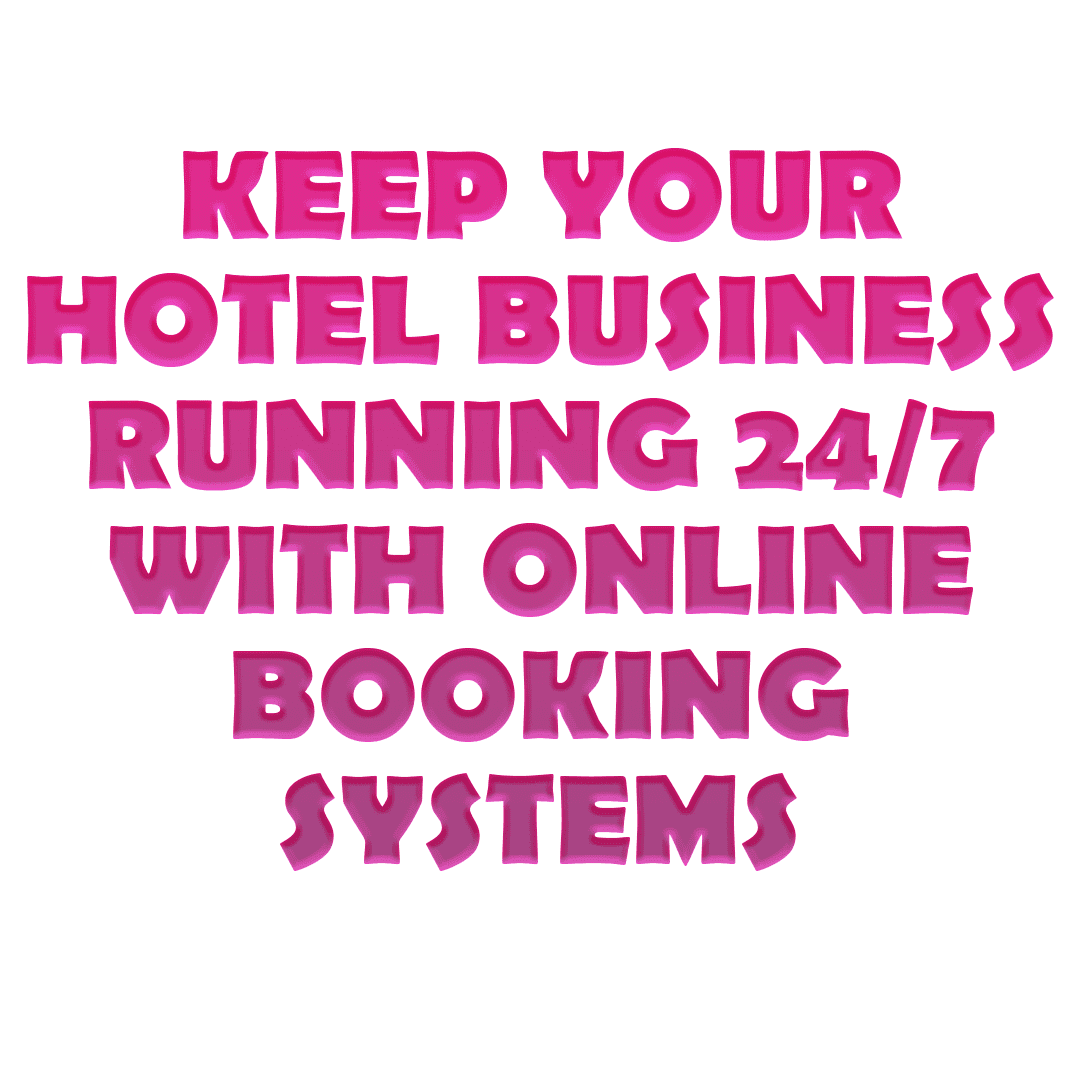 KEEP YOUR
HOTEL BUSINESS
RUNNING 24/7
WITH ONLINE
BOOKING
SYSTEMS